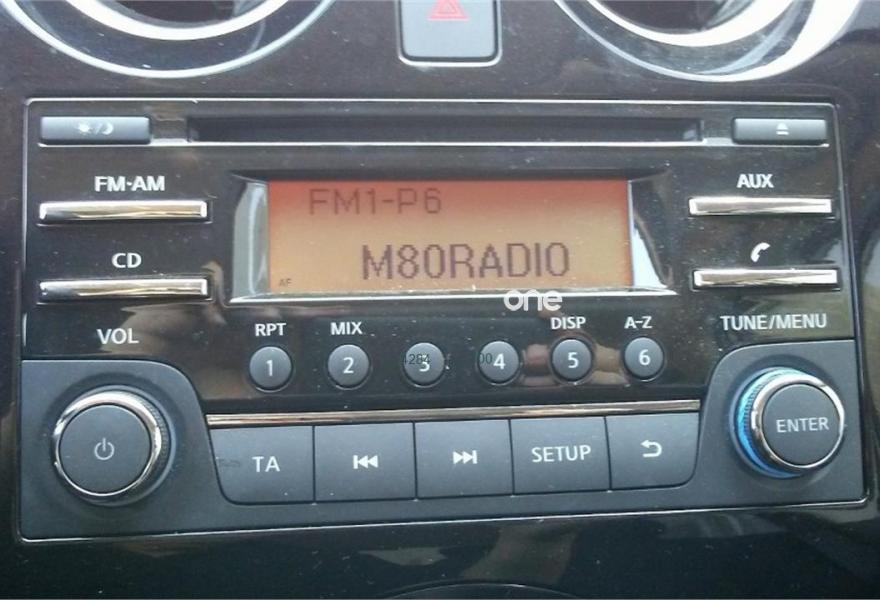 FM·AM
AUX
FM1-P6
CD
M80RADIO
AF
one
VOL
RPT
MIX
DISP
A-Z
TUNE/MENU
1
2
3
4
5
6
ENTER
TA
SETUP